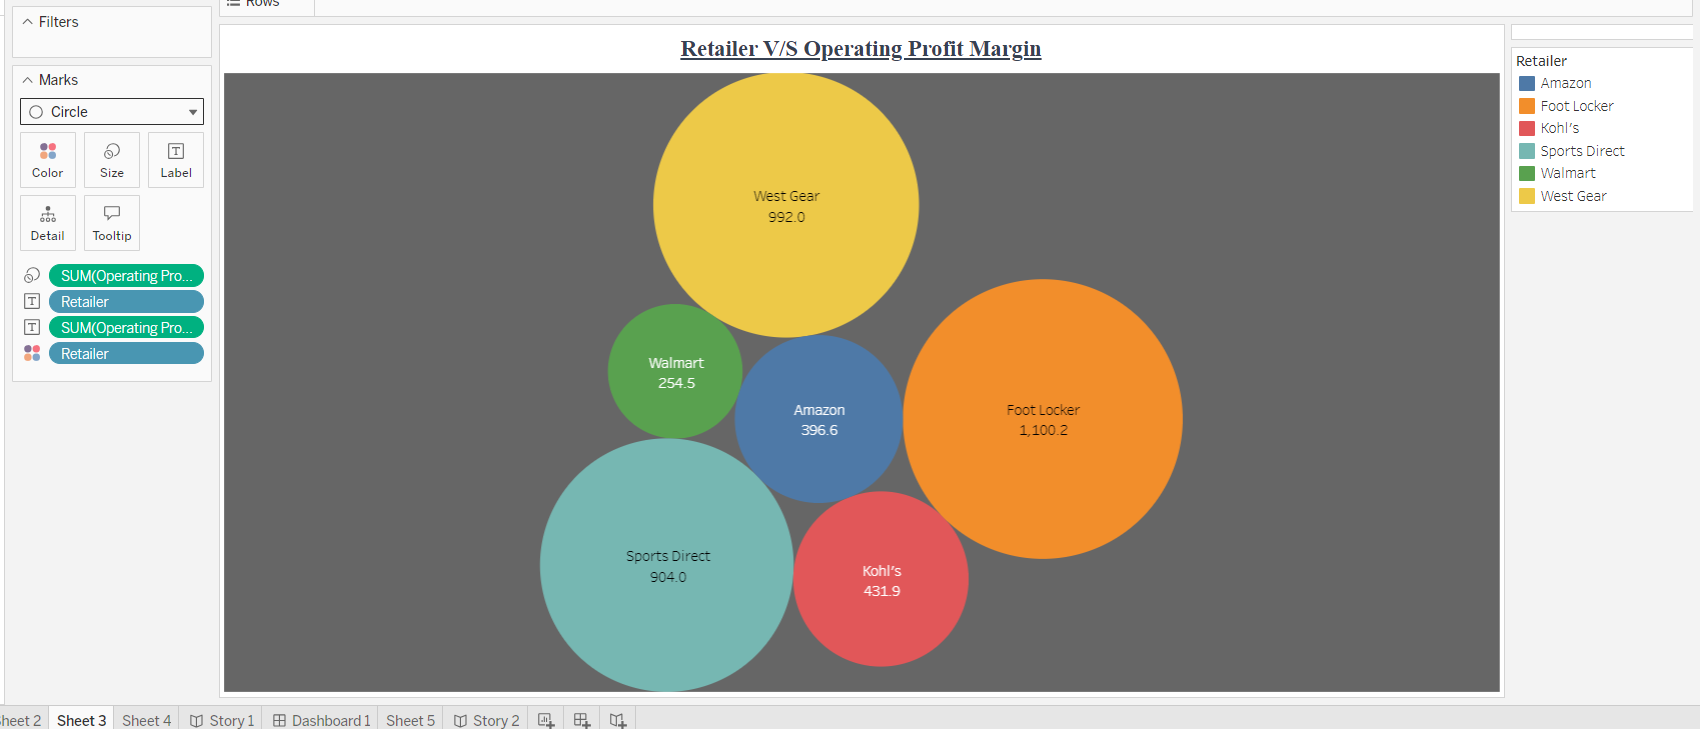 Rows
Filters
Marks
Circle
Color
Size
Label
Detail
Tooltip
SUM(Operating Pro...
Retailer
SUM(Operating Pro...
Retailer
Retailer V/S Operating Profit Margin
West Gear
992.0
Walmart
254.5
Amazon
396.6
Foot Locker
1,100.2
Sports Direct
904.0
Kohl's
431.9
Retailer
Amazon
Foot Locker
Kohl's
Sports Direct
Walmart
West Gear
heet 2 Sheet 3 Sheet 4 Story 1 Dashboard 1 Sheet 5 Story 2